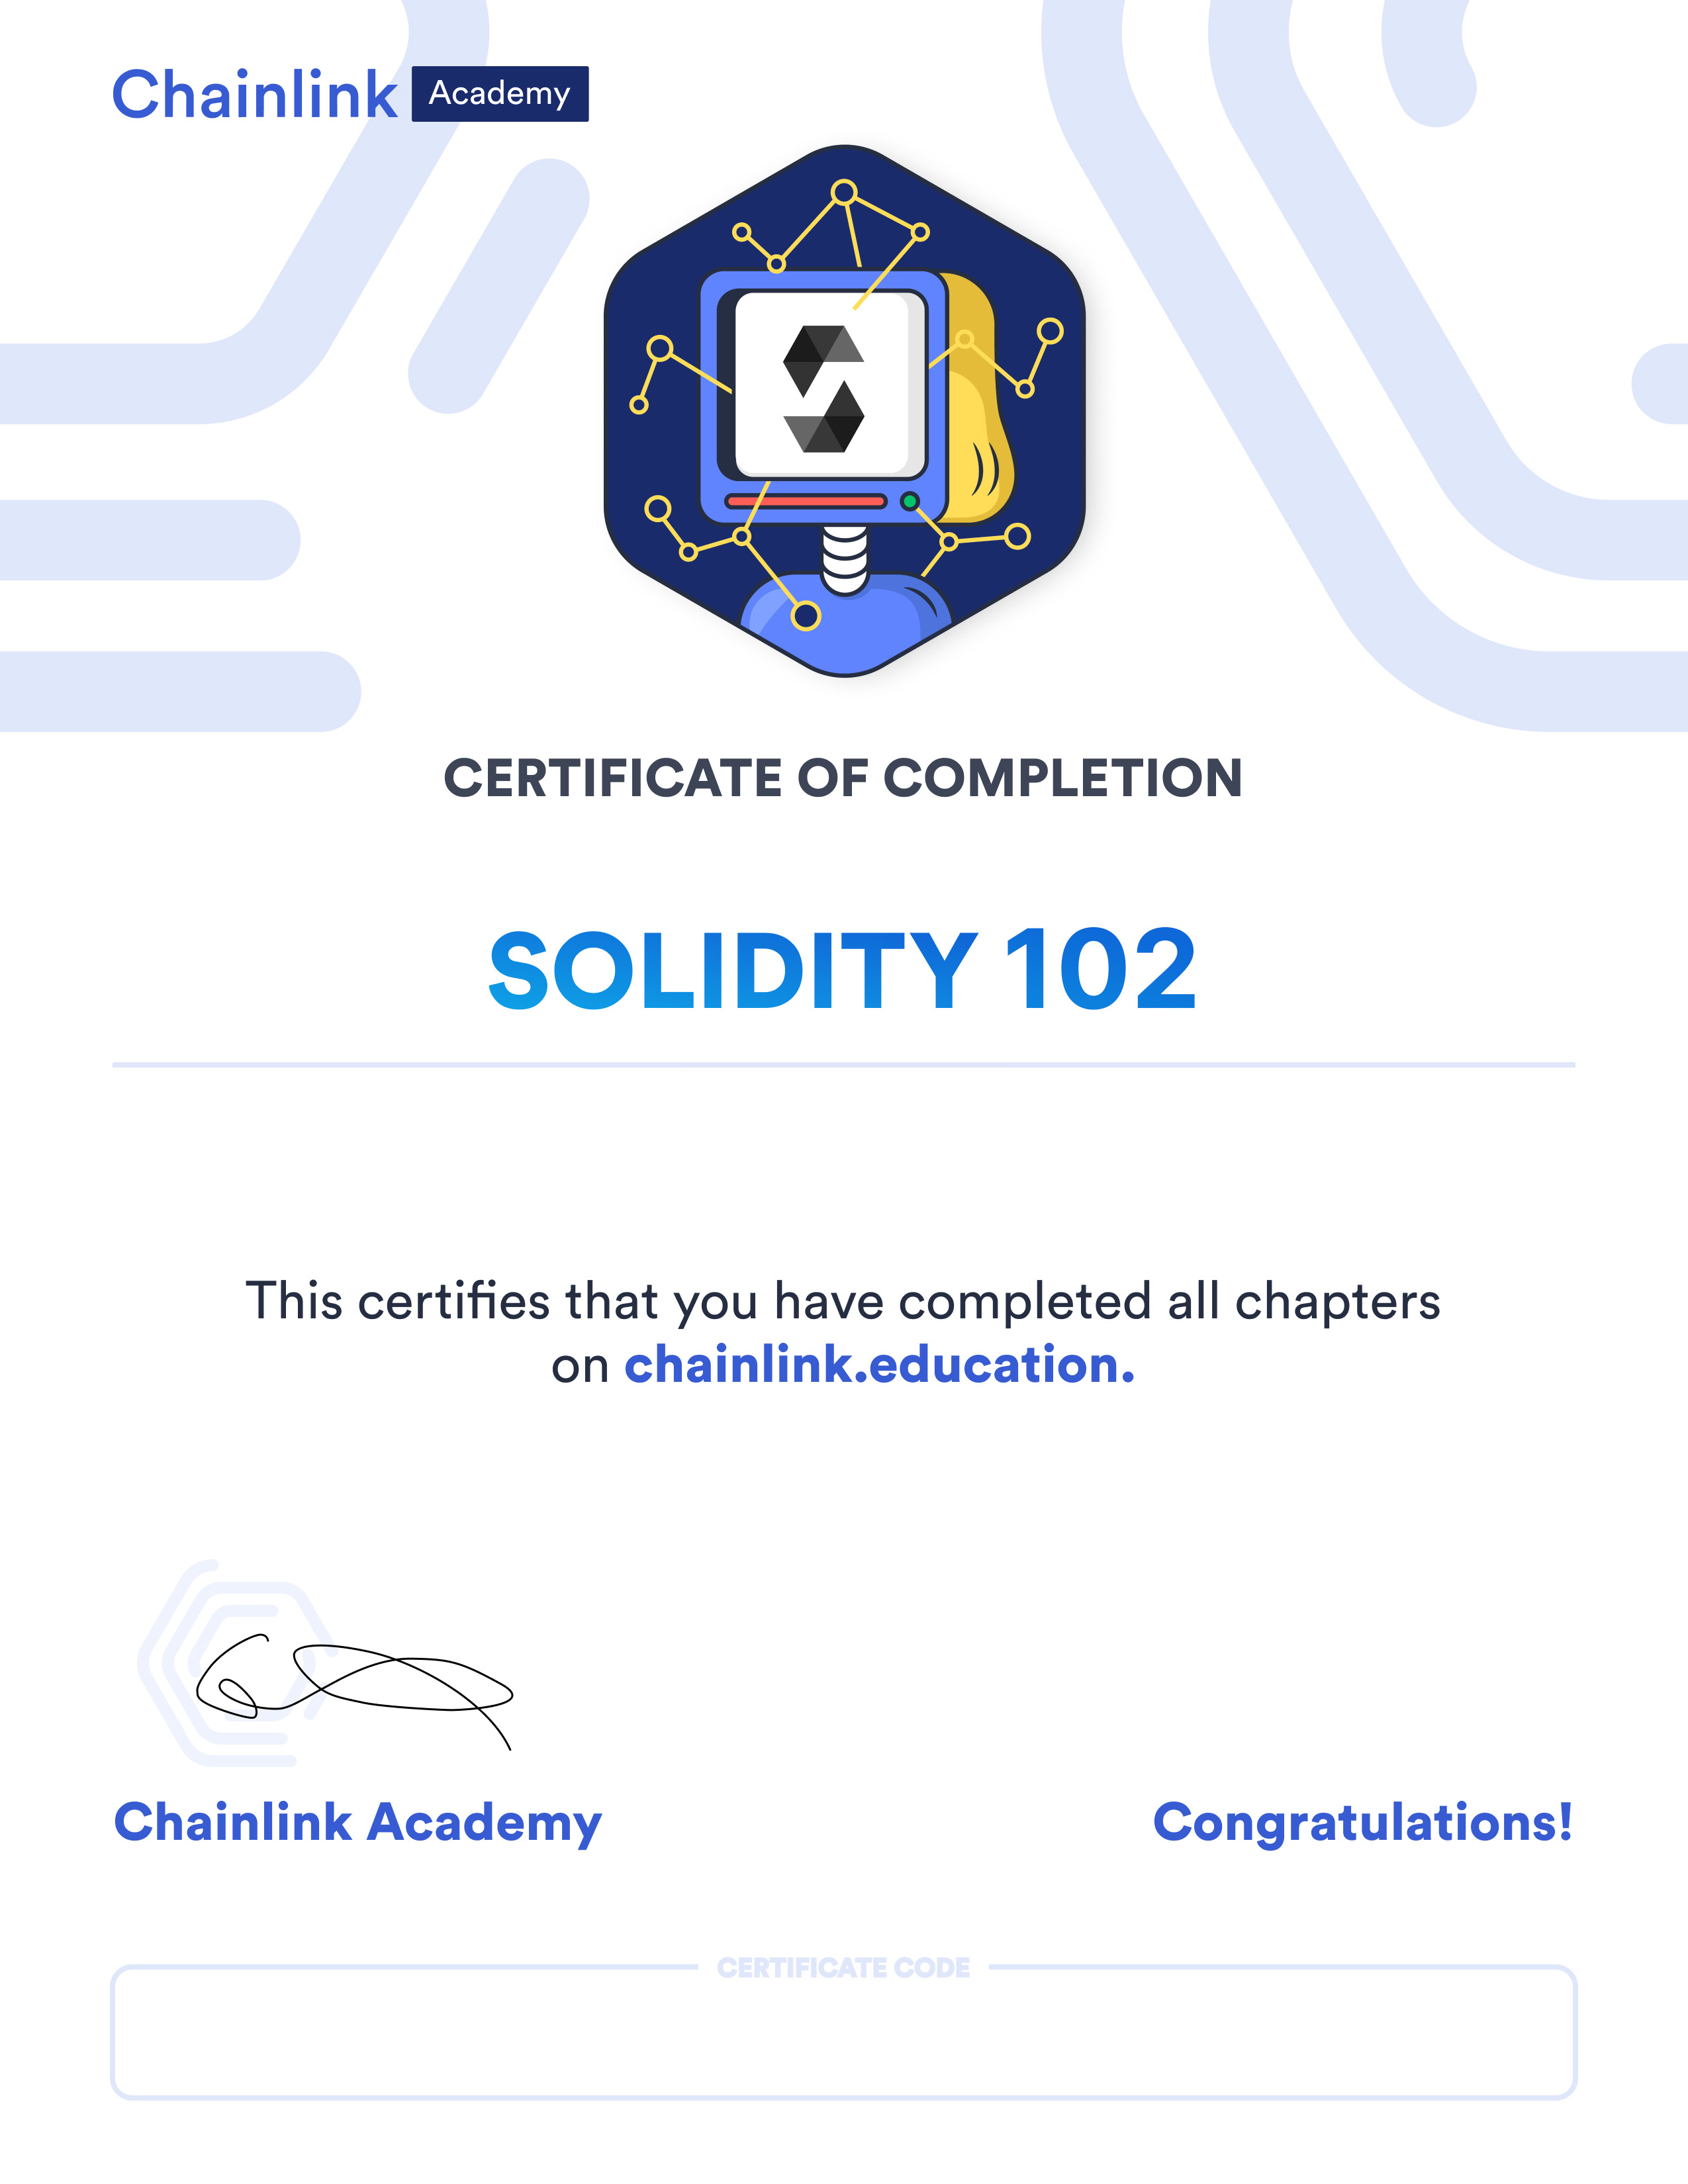 Chainlink Academy
CERTIFICATE OF COMPLETION
SOLIDITY 102
This certifies that you have completed all chapters
on chainlink.education.
Chainlink Academy
Congratulations!
CERTIFICATE CODE